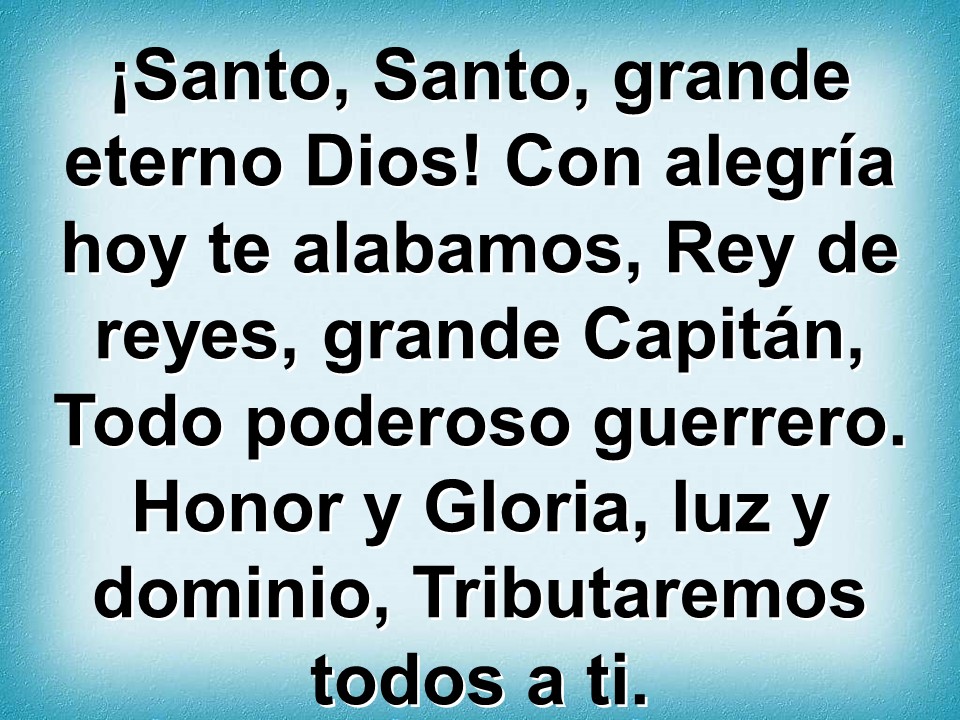 ¡Santo, Santo, grande
eterno Dios! Con alegría
hoy te alabamos, Rey de
reyes, grande Capitán,
Todo poderoso guerrero.
Honor y Gloria, luz y
dominio, Tributaremos
todos a ti.